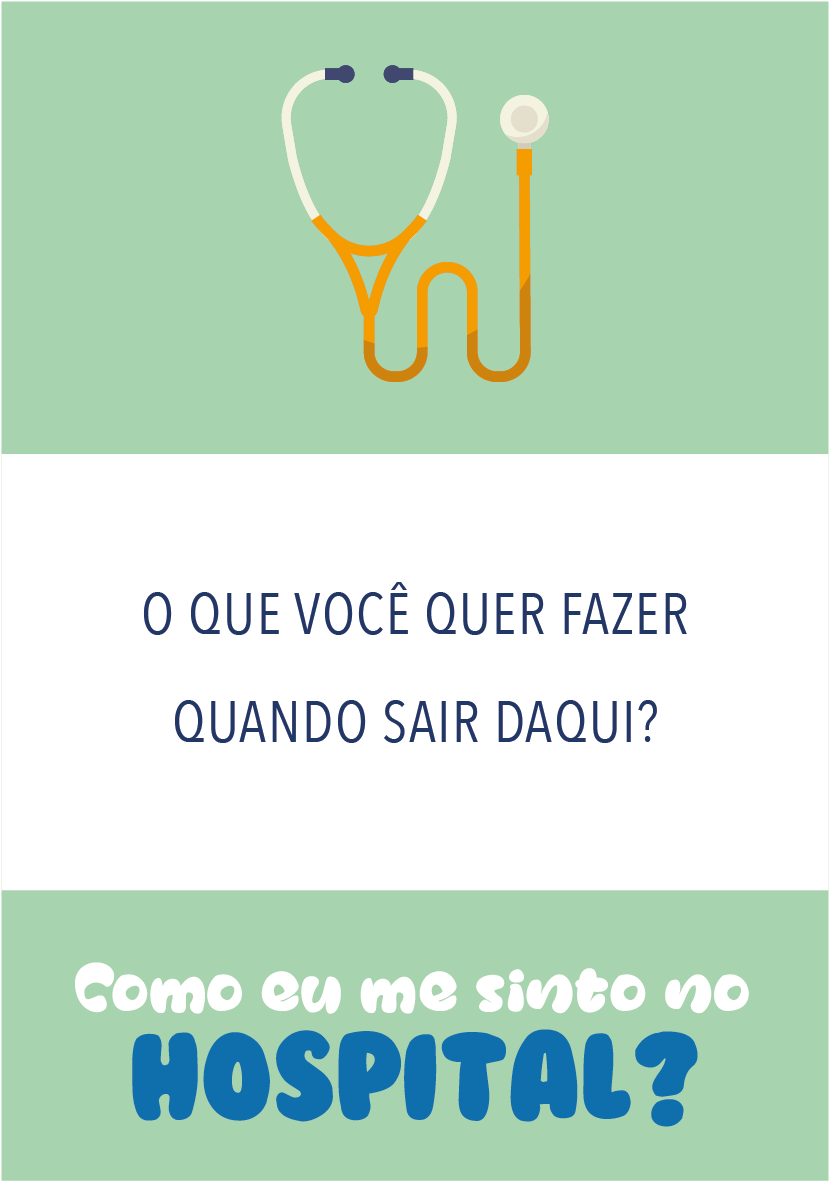 O QUE VOCÊ QUER FAZER
QUANDO SAIR DAQUI?
Como eu me sinto no
HOSPITAL?